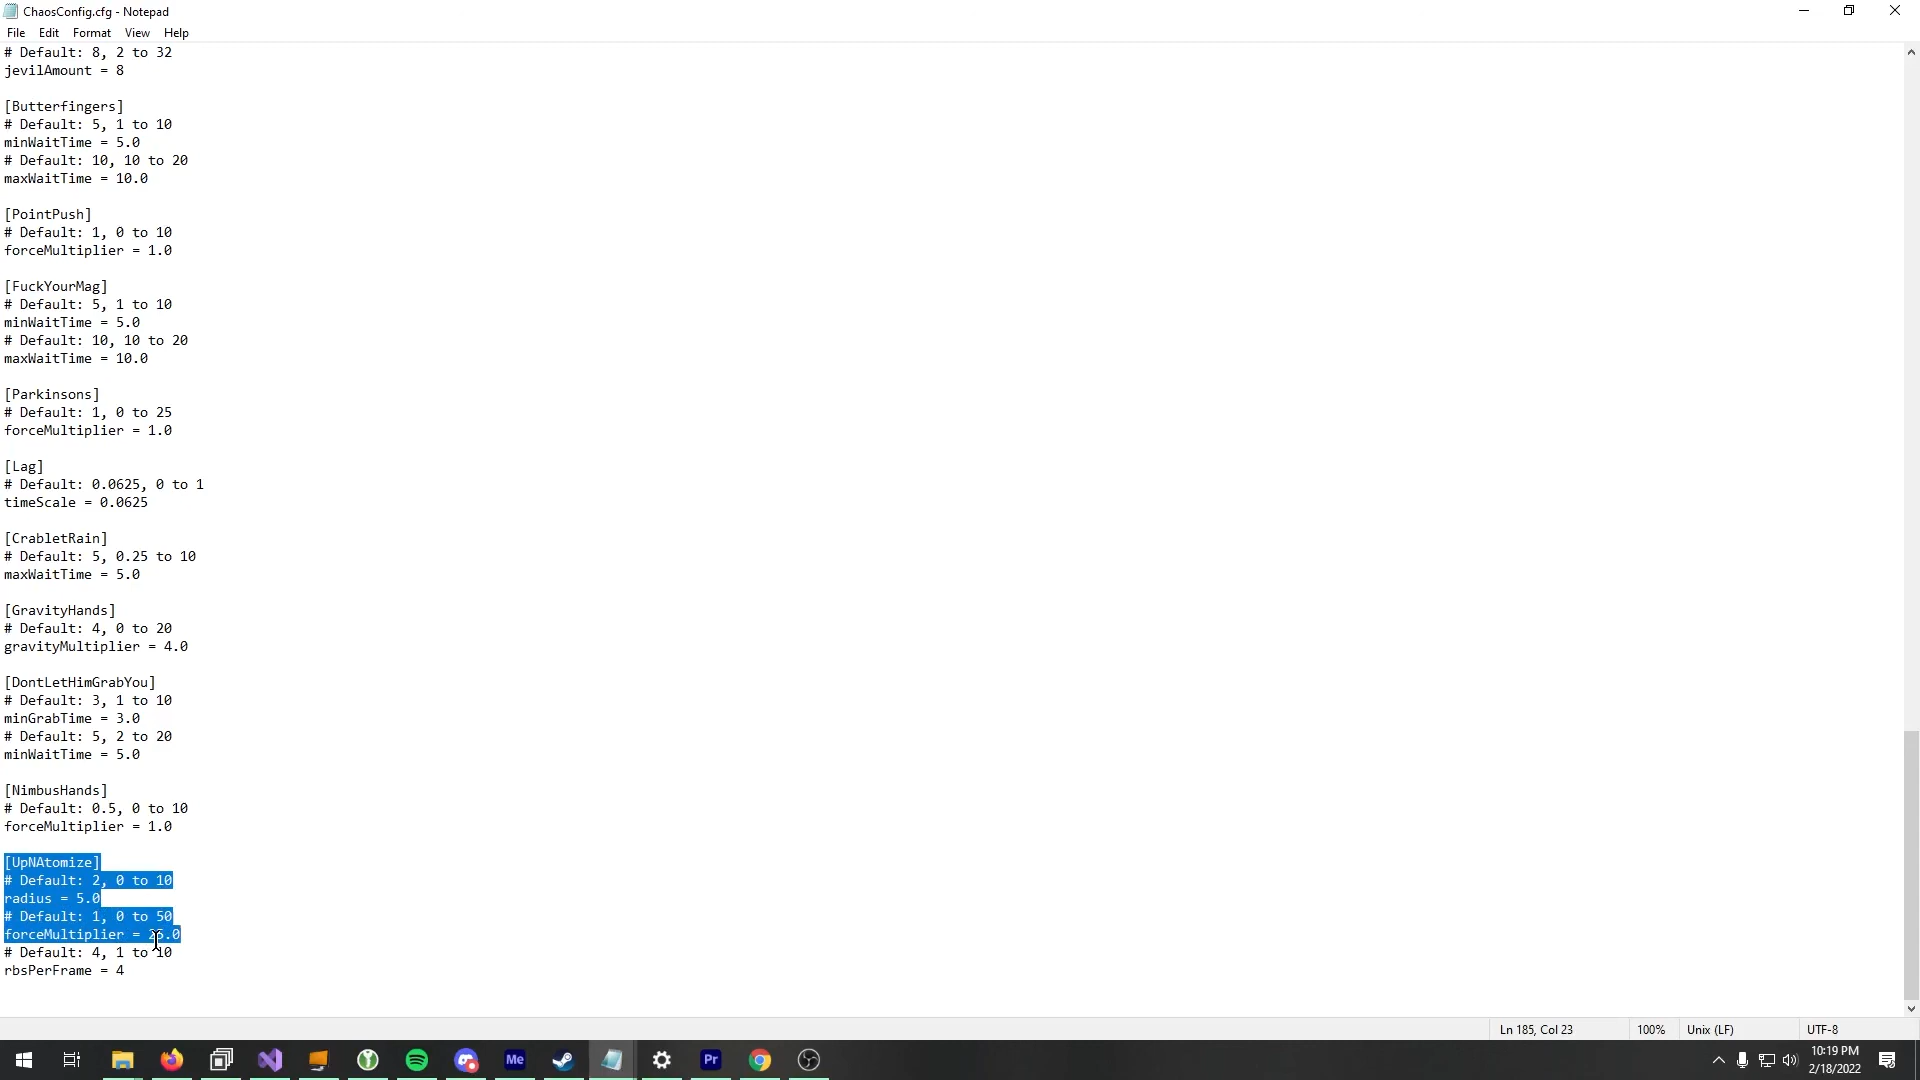 ChaosConfig.cfg - Notepad
File Edit Format View Help
# Default: 8, 2 to 32
jevilAmount = 8
[Butterfingers]
# Default: 5, 1 to 10
minWaitTime = 5.0
# Default: 10, 10 to 20
maxWaitTime = 10.0
[PointPush]
# Default: 1, 0 to 10
forceMultiplier = 1.0
[FuckYourMag]
# Default: 5, 1 to 10
minWaitTime = 5.0
# Default: 10, 10 to 20
maxWaitTime = 10.0
[Parkinsons]
# Default: 1, 0 to 25
forceMultiplier = 1.0
[Lag]
# Default: 0.0625, 0 to 1
timeScale = 0.0625
[CrabletRain]
# Default: 5, 0.25 to 10
maxWaitTime = 5.0
[GravityHands]
# Default: 4, 0 to 20
gravityMultiplier = 4.0
[DontLetHimGrabYou]
# Default: 3, 1 to 10
minGrabTime = 3.0
# Default: 5, 2 to 20
minWaitTime = 5.0
[NimbusHands]
# Default: 0.5, 0 to 10
forceMultiplier = 1.0
[UpNAtomize]
# Default: 2, 0 to 10
radius = 5.0
# Default: 1, 0 to 50
forceMultiplier =
# Default: 4, 1 to 10
rbsPerFrame = 4
Ln 185, Col 23 100% Unix (LF) UTF-8
Me Pr 10:19 PM
2/18/2022